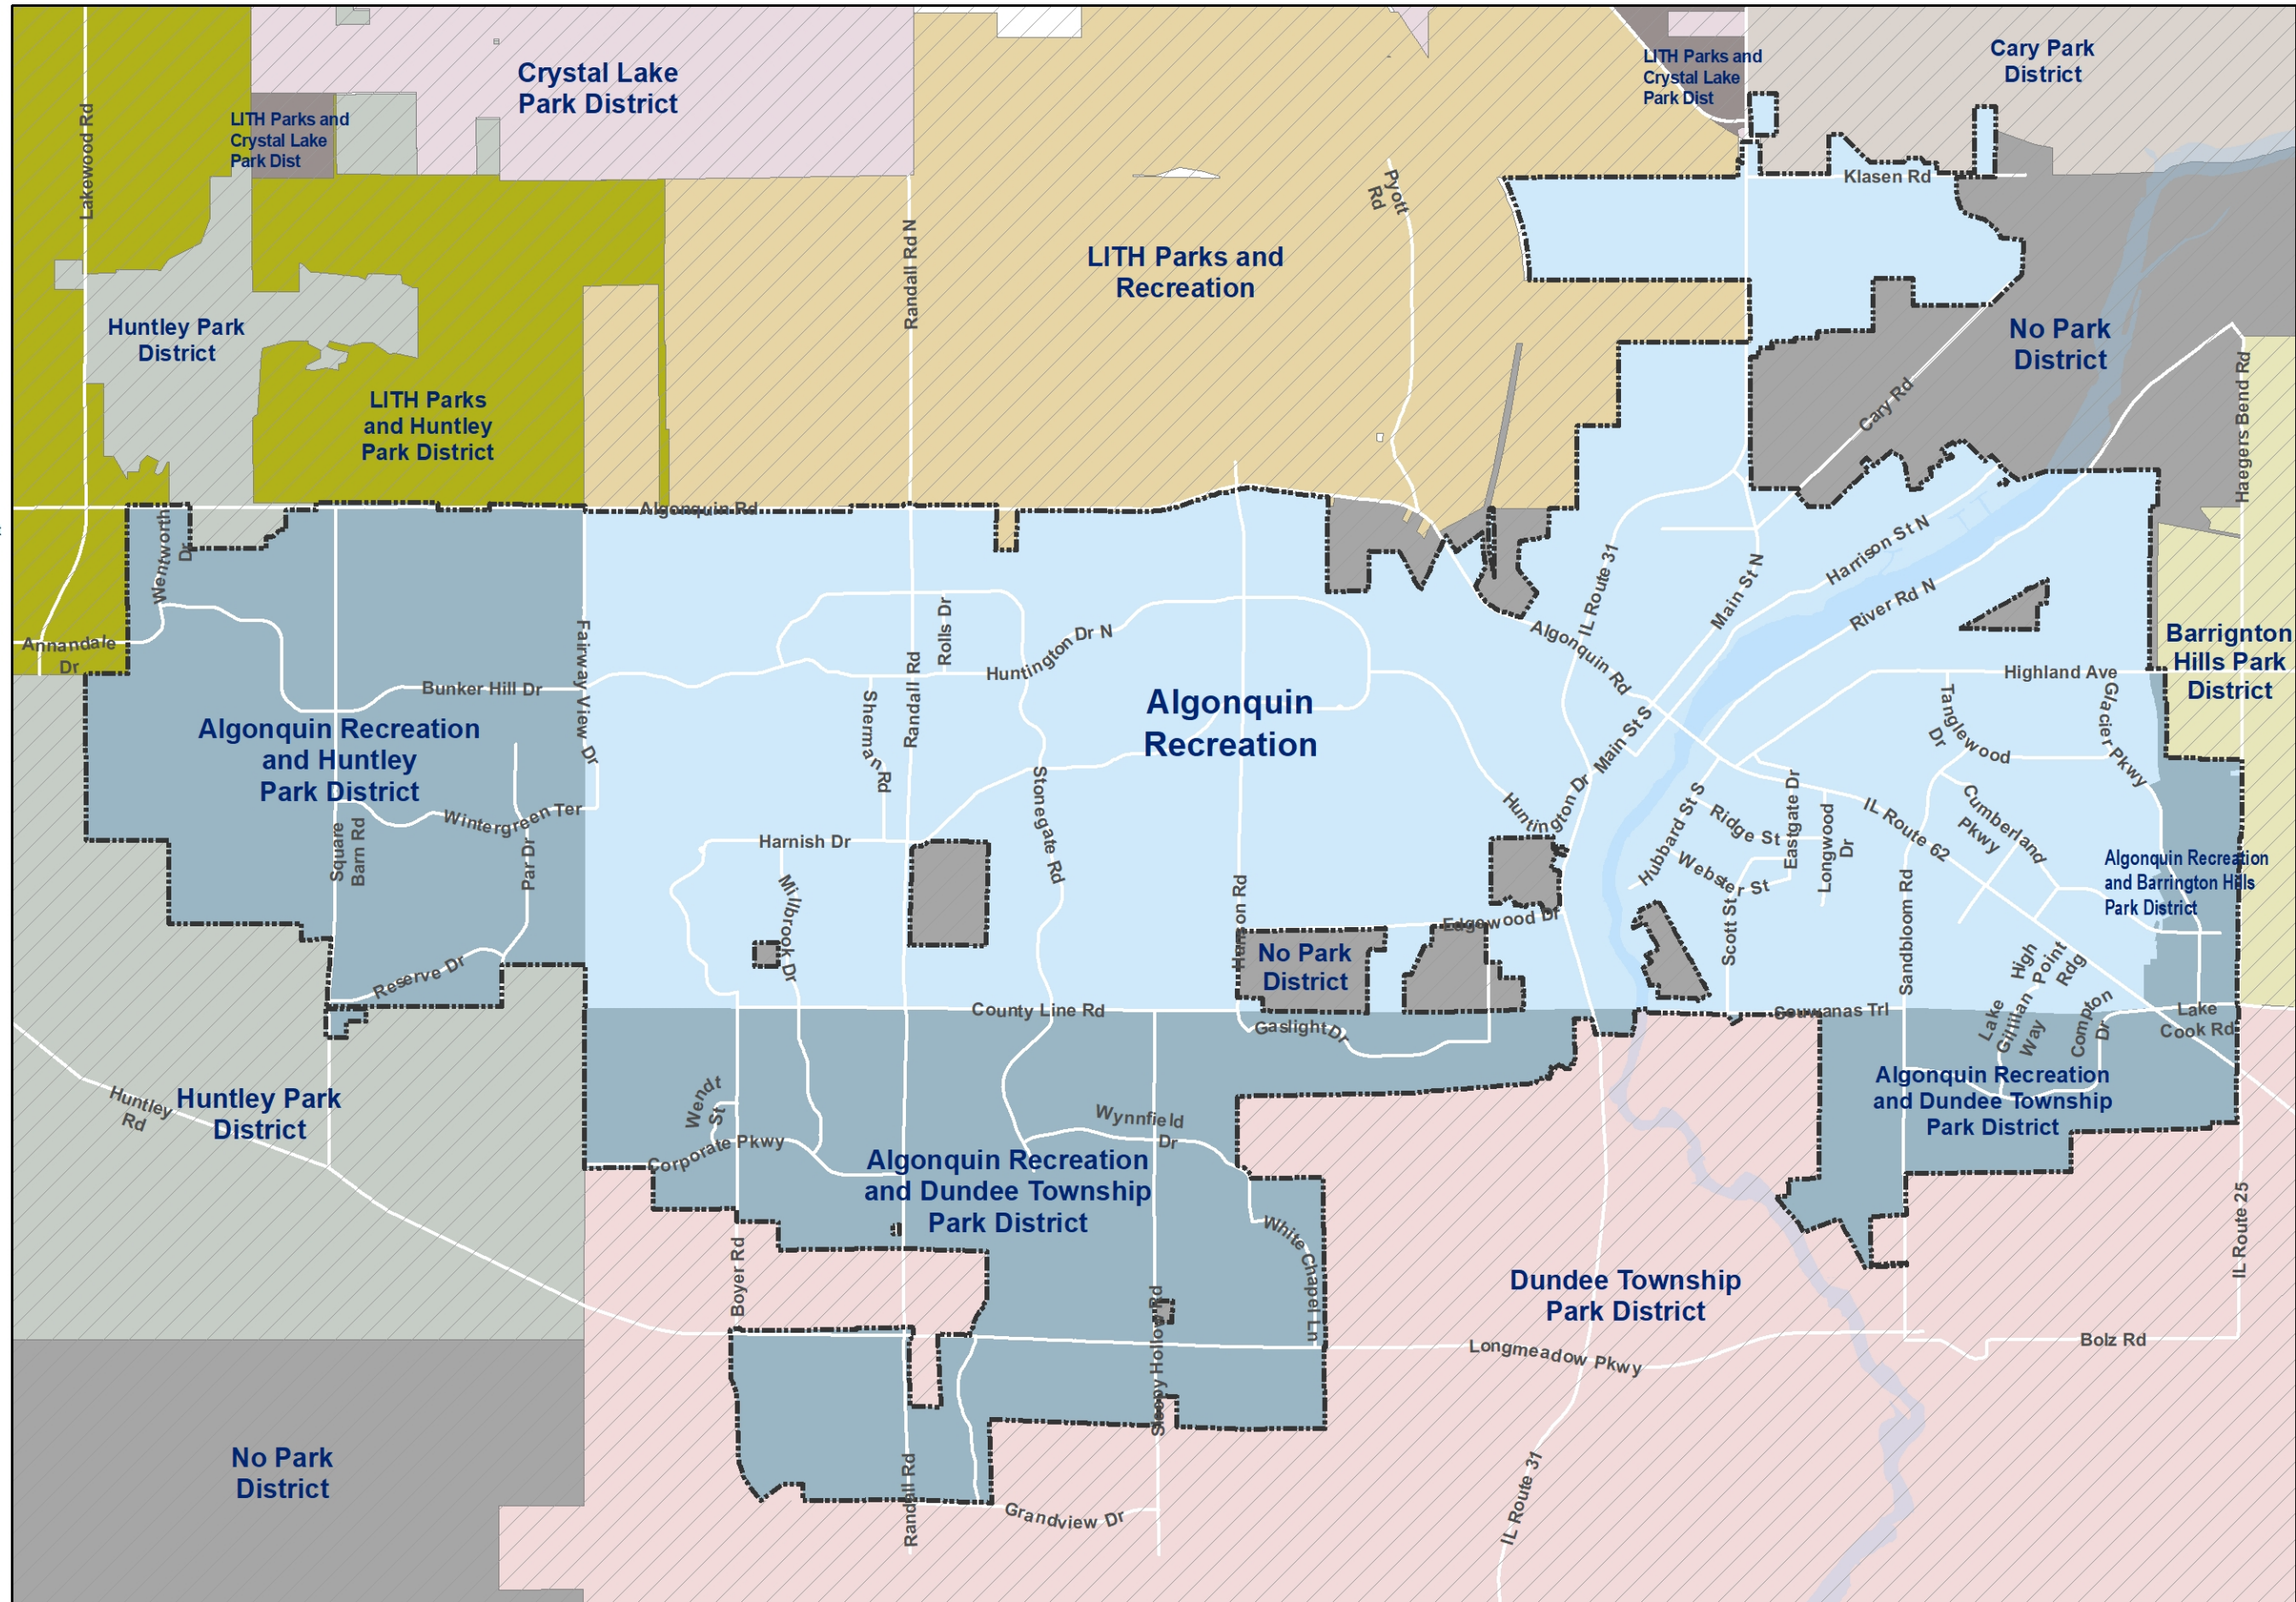 Crystal Lake
Park District
LITH Parks and
Crystal Lake
Park Dist
Cary Park
District
LITH Parks and
Crystal Lake
Park Dist
Lakewood Rd
Klasen Rd
Pyott
Rd
Randall Rd N
LITH Parks and
Recreation
Huntley Park
District
No Park
District
LITH Parks
and Huntley
Park District
Cary Rd
Haegers Bend Rd
Algonquin Rd
Wentworth
Dr
Harrison St N
IL Route 31
Main St N
River Rd N
Annandale
Dr
Fairway View Dr
Rolls Dr
Huntington Dr N
Algonquin Rd
Barrignton
Hills Park
District
Highland Ave
Bunker Hill Dr
Sherman Rd
Randall Rd
Algonquin
Recreation
Main St S
Tanglewood
Dr
Glacier Pkwy
Algonquin Recreation
and Huntley
Park District
Wintergreen Ter
Stonegate Rd
Huntington Dr
Hubbard St S
Ridge St
Eastgate Dr
Longwood
Dr
IL Route 62
Cumberland
Pkwy
Square
Barn Rd
Par Dr
Harnish Dr
Webster St
Algonquin Recreation
and Barrington Hills
Park District
Millbrook Dr
Hanson Rd
Edgewood Dr
Scott St
Sandbloom Rd
No Park
District
High
Point
Rdg
Reserve Dr
County Line Rd
Gaslight Dr
Souwanas Trl
Lake
Gillilan
Way
Compton
Dr
Lake
Cook Rd
Huntley
Rd
Huntley Park
District
Wendt
St
Wynnfield
Dr
Algonquin Recreation
and Dundee Township
Park District
Corporate Pkwy
Algonquin Recreation
and Dundee Township
Park District
White Chapel Ln
Boyer Rd
IL Route 25
Dundee Township
Park District
Sleepy Hollow Rd
Longmeadow Pkwy
Bolz Rd
No Park
District
Randall Rd
Grandview Dr
IL Route 31